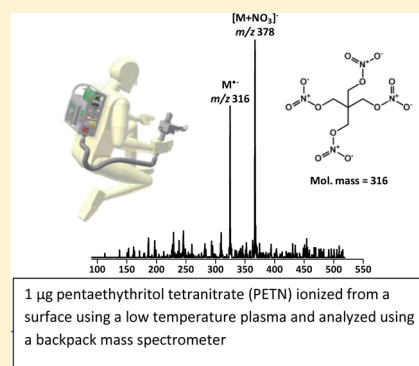 [M+NO₃]⁻
m/z 378
M•⁻
m/z 316
O⁻
O N⁺
O
O⁻
O N⁺ O
O⁻
O N⁺ O⁻
O
O N⁺ O⁻
O
Mol. mass = 316
90 100 150 200 250 300 350 400 450 500 550
1 µg pentaethythritol tetranitrate (PETN) ionized from a
surface using a low temperature plasma and analyzed using
a backpack mass spectrometer